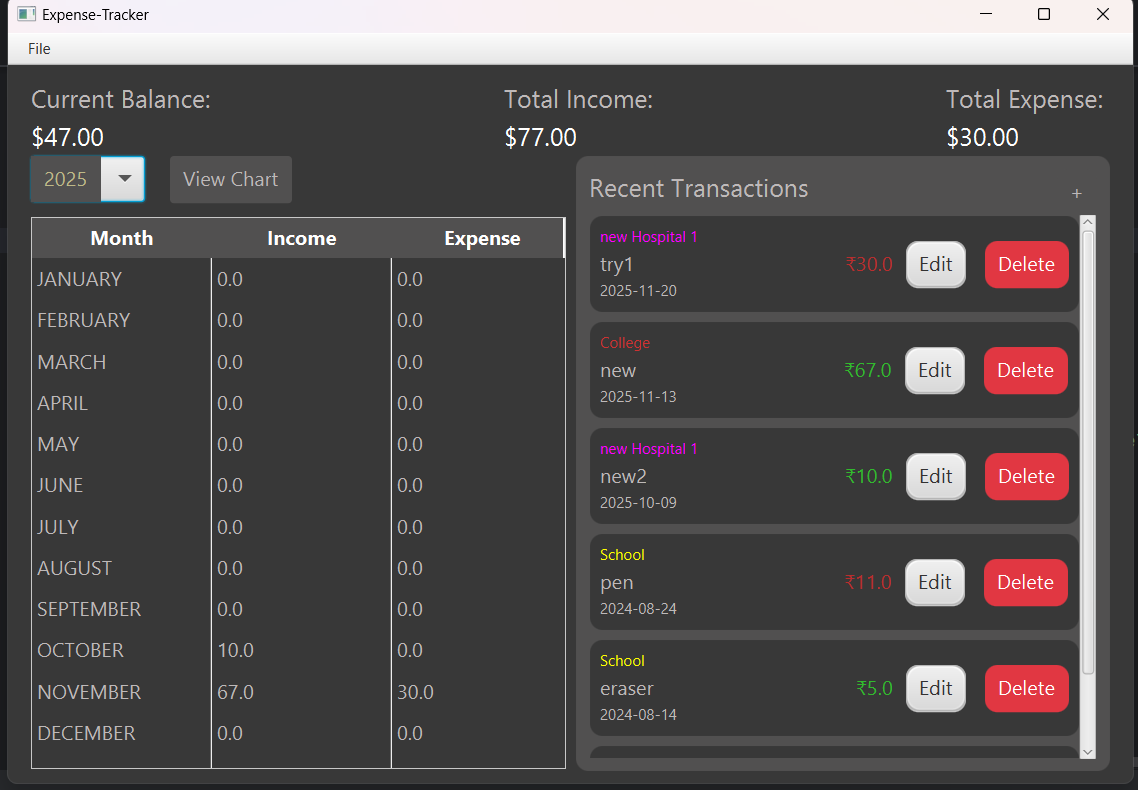 Expense-Tracker
File
Current Balance: Total Income: Total Expense:
$47.00 $77.00 $30.00
2025 View Chart
Month Income Expense
JANUARY 0.0 0.0
FEBRUARY 0.0 0.0
MARCH 0.0 0.0
APRIL 0.0 0.0
MAY 0.0 0.0
JUNE 0.0 0.0
JULY 0.0 0.0
AUGUST 0.0 0.0
SEPTEMBER 0.0 0.0
OCTOBER 10.0 0.0
NOVEMBER 67.0 30.0
DECEMBER 0.0 0.0
Recent Transactions +
new Hospital 1
try1 ₹30.0 Edit Delete
2025-11-20
College
new ₹67.0 Edit Delete
2025-11-13
new Hospital 1
new2 ₹10.0 Edit Delete
2025-10-09
School
pen ₹11.0 Edit Delete
2024-08-24
School
eraser ₹5.0 Edit Delete
2024-08-14